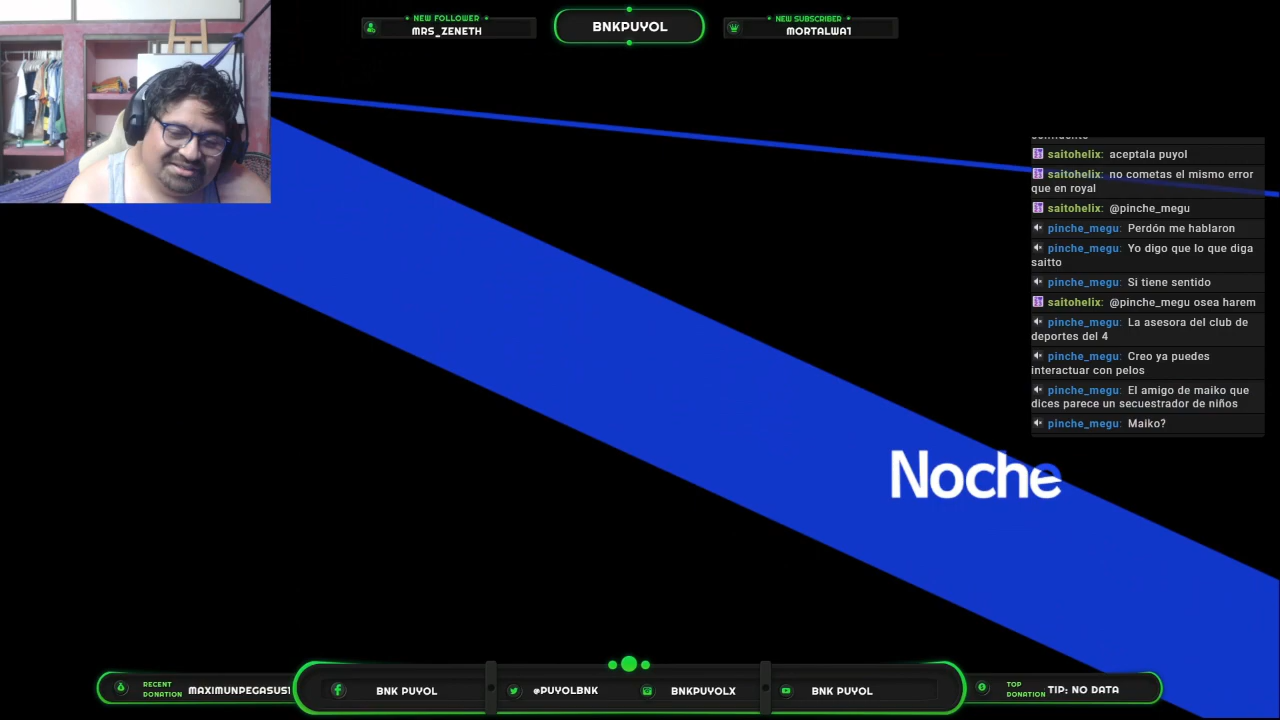 NEW FOLLOWER
MRS_ZENETH
BNKPUYOL
NEW SUBSCRIBER
MORTALWA1
saitohelix: aceptala puyol
saitohelix: no cometas el mismo error
que en royal
saitohelix: @pinche_megu
pinche_megu: Perdón me hablaron
pinche_megu: Yo digo que lo que diga
saitto
pinche_megu: Si tiene sentido
saitohelix: @pinche_megu osea harem
pinche_megu: La asesora del club de
deportes del 4
pinche_megu: Creo ya puedes
interactuar con pelos
pinche_megu: El amigo de maiko que
dices parece un secuestrador de niños
pinche_megu: Maiko?
Noche
RECENT
DONATION
MAXIMUNPEGASUS1
BNK PUYOL
@PUYOLBNK
BNKPUYOLX
BNK PUYOL
TOP
DONATION
TIP: NO DATA